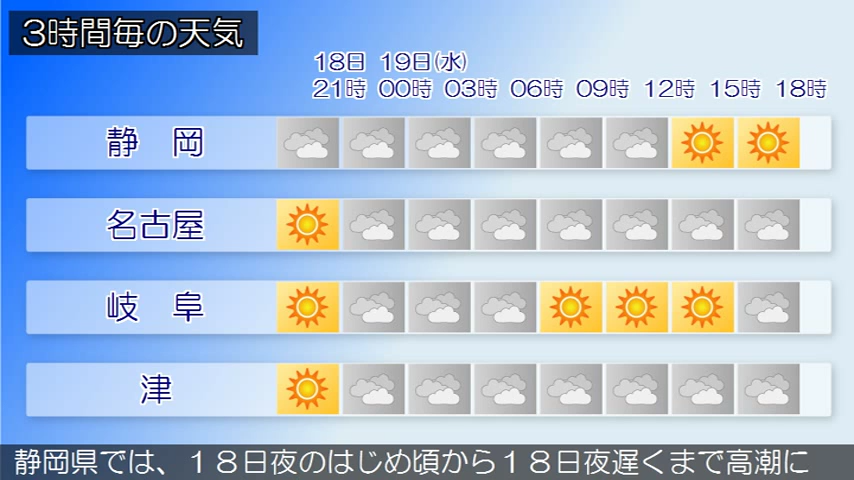 3時間毎の天気
18日 19日(水)
21時 00時 03時 06時 09時 12時 15時 18時
静 岡
名古屋
岐 阜
津
静岡県では、18日夜のはじめ頃から18日夜遅くまで高潮に